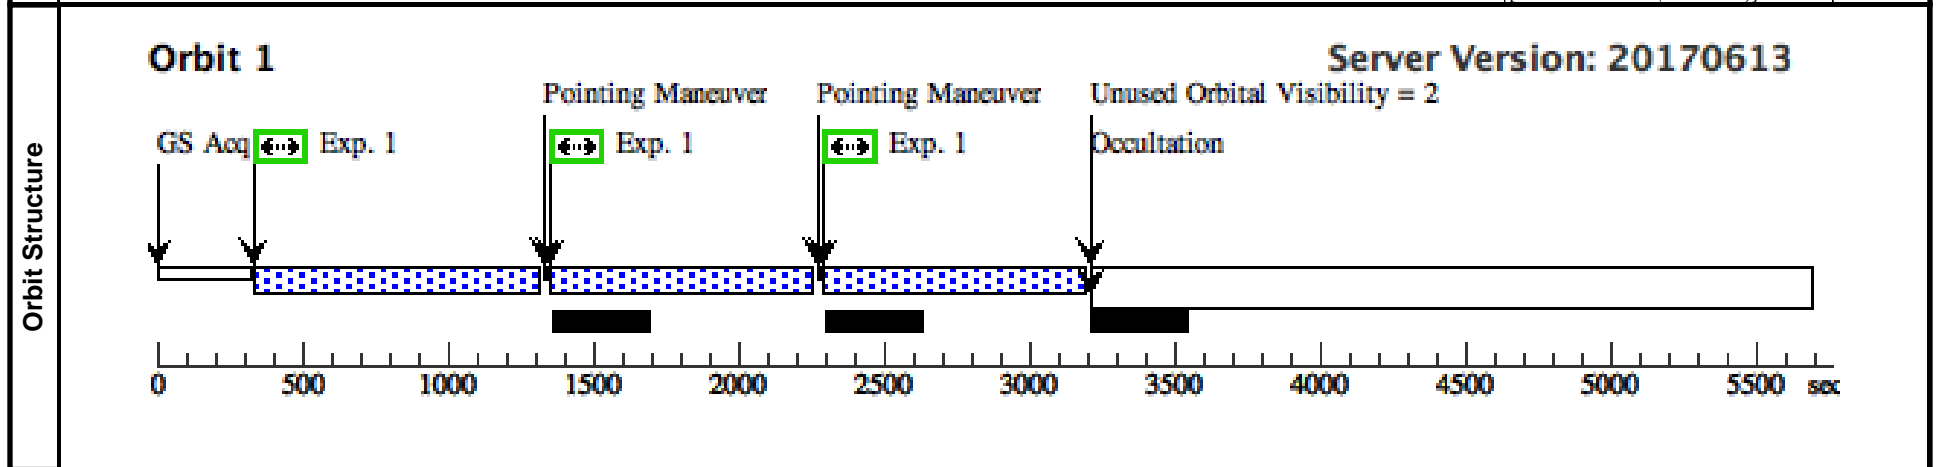 Orbit Structure
Orbit 1
Server Version: 20170613
Pointing Maneuver
Pointing Maneuver
Unused Orbital Visibility = 2
GS Acq
Exp. 1
Exp. 1
Exp. 1
Occultation
0 500 1000 1500 2000 2500 3000 3500 4000 4500 5000 5500 sec